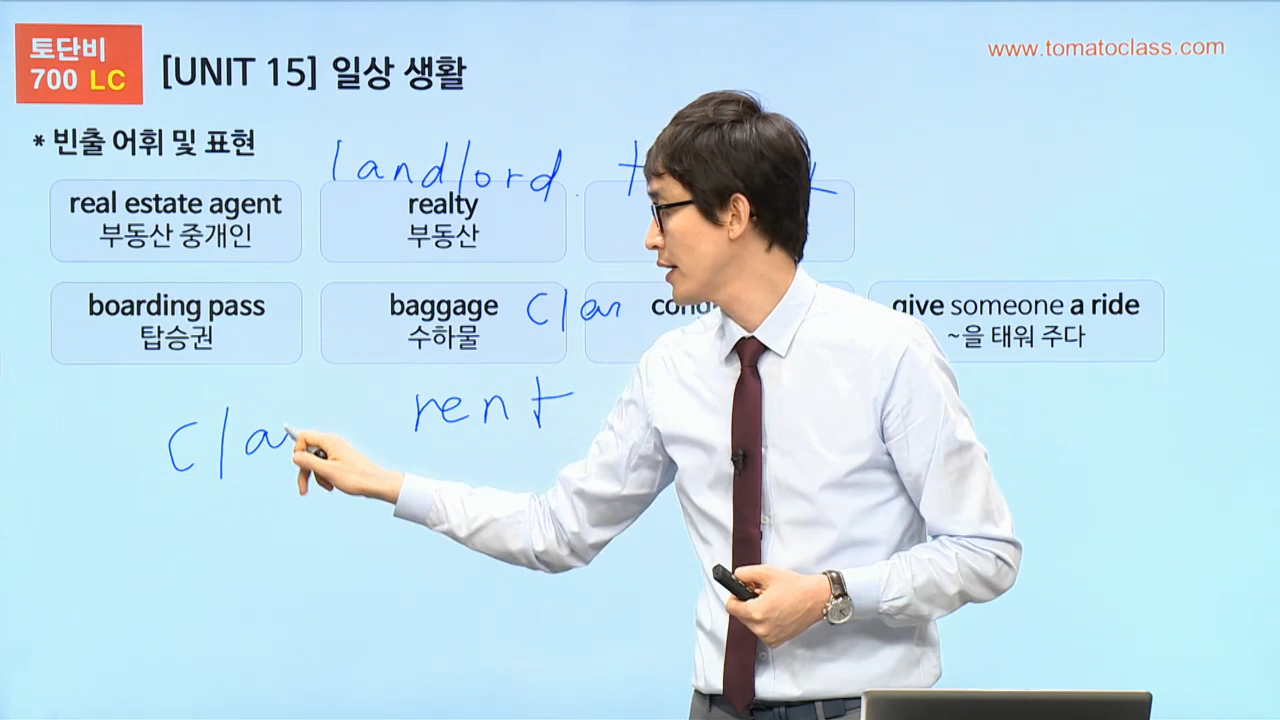 토단비
700 LC
[UNIT 15] 일상 생활
www.tomatoclass.com
* 빈출 어휘 및 표현
landlord.
real estate agent
부동산 중개인
realty
부동산
boarding pass
탑승권
baggage
수하물
give someone a ride
~을 태워 주다
rent